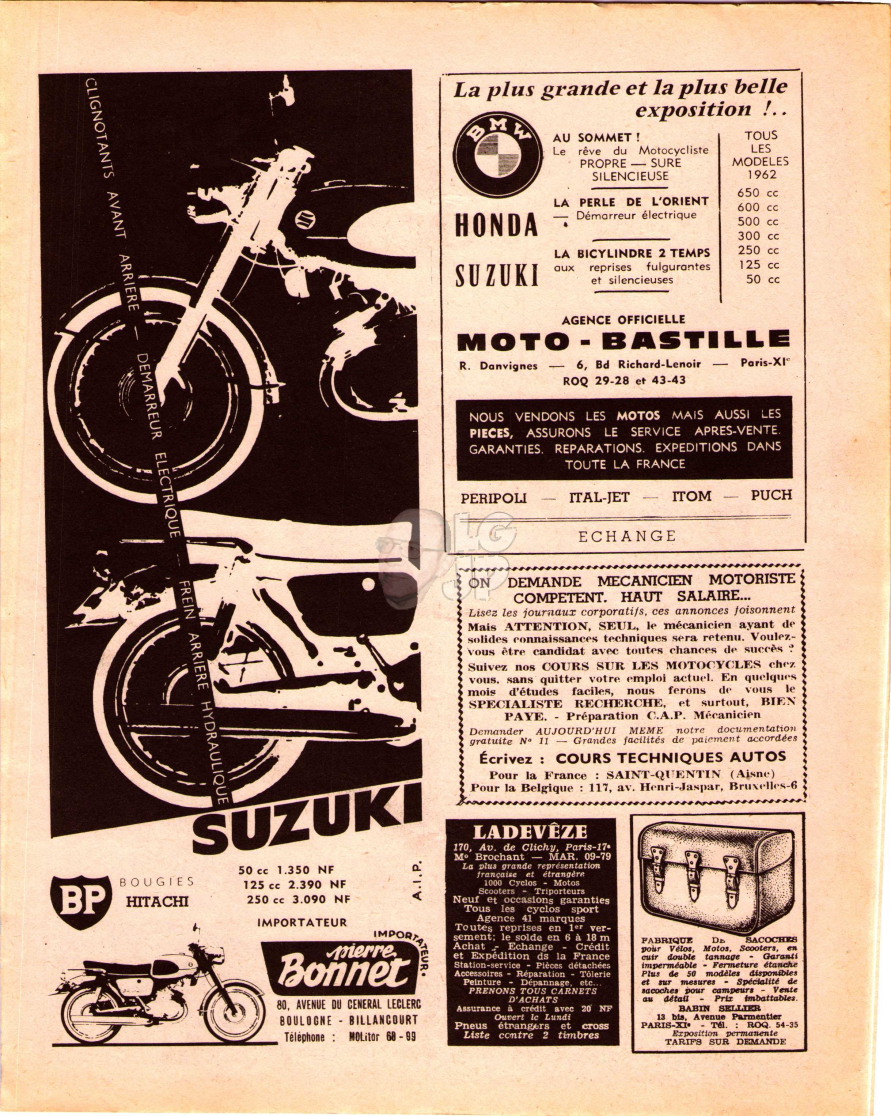 CLIGNOTANTS AVANT ARRIERE — DEMARREUR ELECTRIQUE — FREIN ARRIERE HYDRAULIQUE
SUZUKI
BP
BOUGIES
HITACHI
50 cc 1.350 NF
125 cc 2.390 NF
250 cc 3.090 NF
A.I.P.
IMPORTATEUR
IMPORTATEUR.
pierre
Bonnet
80, AVENUE DU GENERAL LECLERC
BOULOGNE - BILLANCOURT
Téléphone : MOLitor 60-99
La plus grande et la plus belle
exposition !..
BMW
AU SOMMET !
Le rêve du Motocycliste
PROPRE — SURE
SILENCIEUSE
HONDA
LA PERLE DE L'ORIENT
— Démarreur électrique
SUZUKI
LA BICYLINDRE 2 TEMPS
aux reprises fulgurantes
et silencieuses
TOUS
LES
MODELES
1962
650 cc
600 cc
500 cc
300 cc
250 cc
125 cc
50 cc
AGENCE OFFICIELLE
MOTO - BASTILLE
R. Danvignes — 6, Bd Richard-Lenoir — Paris-XIe
ROQ 29-28 et 43-43
NOUS VENDONS LES MOTOS MAIS AUSSI LES
PIECES, ASSURONS LE SERVICE APRES-VENTE.
GARANTIES. REPARATIONS. EXPEDITIONS DANS
TOUTE LA FRANCE
PERIPOLI — ITAL-JET — ITOM — PUCH
ECHANGE
LG
JP
ON DEMANDE MECANICIEN MOTORISTE
COMPETENT. HAUT SALAIRE...
Lisez les journaux corporatifs, ces annonces foisonnent
Mais ATTENTION, SEUL, le mécanicien ayant de
solides connaissances techniques sera retenu. Voulez-
vous être candidat avec toutes chances de succès ?
Suivez nos COURS SUR LES MOTOCYCLES chez
vous, sans quitter votre emploi actuel. En quelques
mois d'études faciles, nous ferons de vous le
SPECIALISTE RECHERCHE, et surtout, BIEN
PAYE. - Préparation C.A.P. Mécanicien
Demander AUJOURD'HUI MEME notre documentation
gratuite N° 11 — Grandes facilités de paiement accordées
Écrivez : COURS TECHNIQUES AUTOS
Pour la France : SAINT-QUENTIN (Aisne)
Pour la Belgique : 117, av. Henri-Jaspar, Bruxelles-6
LADEVÈZE
170, Av. de Clichy, Paris-17e
Mo Brochant — MAR. 09-79
La plus grande représentation
française et étrangère
1000 Cyclos - Motos
Scooters - Triporteurs
Neuf et occasions garanties
Tous les cyclos sport
Agence 41 marques
Toutes reprises en 1er ver-
sement; le solde en 6 à 18 m
Achat - Echange - Crédit
et Expédition ds la France
Station-service - Pièces détachées
Accessoires - Réparation - Tôlerie
Peinture - Dépannage, etc...
PRENONS TOUS CARNETS
D'ACHATS
Assurance à crédit avec 20 NF
Ouvert le Lundi
Pneus étrangers et cross
Liste contre 2 timbres
FABRIQUE DE SACOCHES
pour Vélos, Motos, Scooters, en
cuir double tannage - Garanti
imperméable - Fermeture étanche
Plus de 50 modèles disponibles
et sur mesures - Spécialité de
sacoches pour campeurs - Vente
au détail - Prix imbattables.
BABIN SELLIER
13 bis, Avenue Parmentier
PARIS-XIe - Tél. : ROQ. 54-35
Exposition permanente
TARIFS SUR DEMANDE